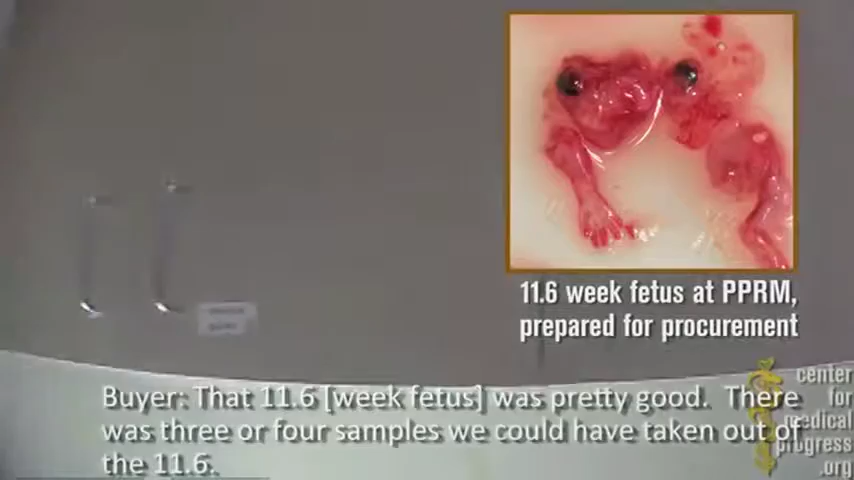 11.6 week fetus at PPRM,
prepared for procurement
Buyer: That 11.6 [week fetus] was pretty good. There
was three or four samples we could have taken out of
the 11.6.
center
for
medical
progress
.org